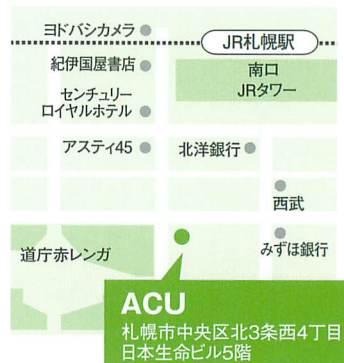 ヨドバシカメラ
JR札幌駅
紀伊国屋書店
南口
JRタワー
センチュリー
ロイヤルホテル
アスティ45
北洋銀行
西武
道庁赤レンガ
みずほ銀行
ACU
札幌市中央区北3条西4丁目
日本生命ビル5階